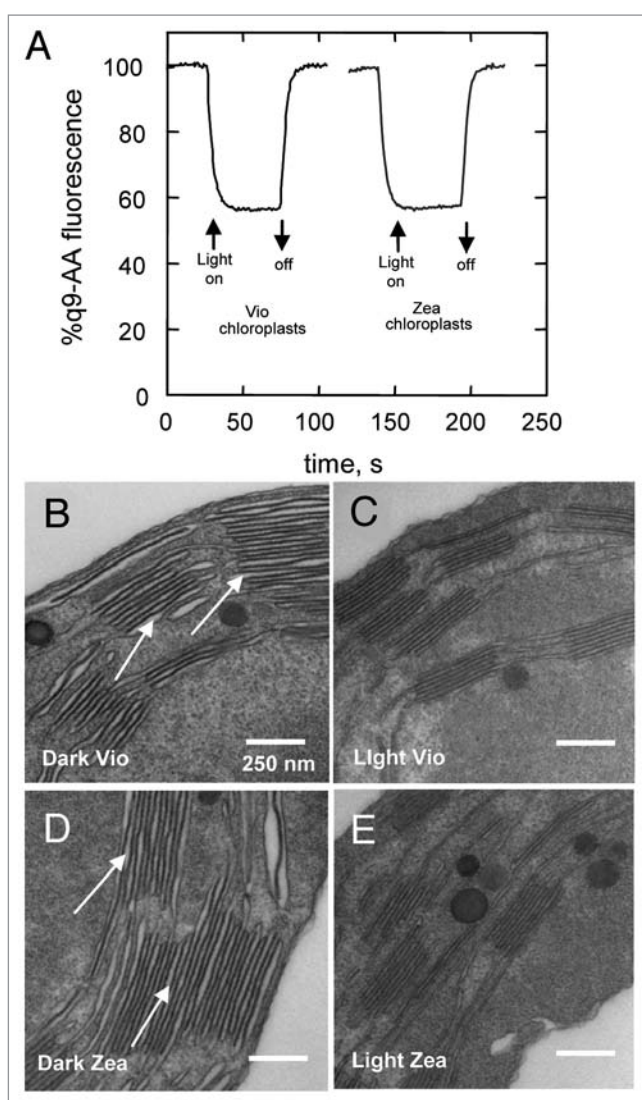 A
%q9-AA fluorescence
100
80
60
40
20
0
Light
on
off
Vio
chloroplasts
Light
on
off
Zea
chloroplasts
0
50
100
150
200
250
time, s
B
Dark Vio
250 nm
C
LIght Vio
D
Dark Zea
E
Light Zea